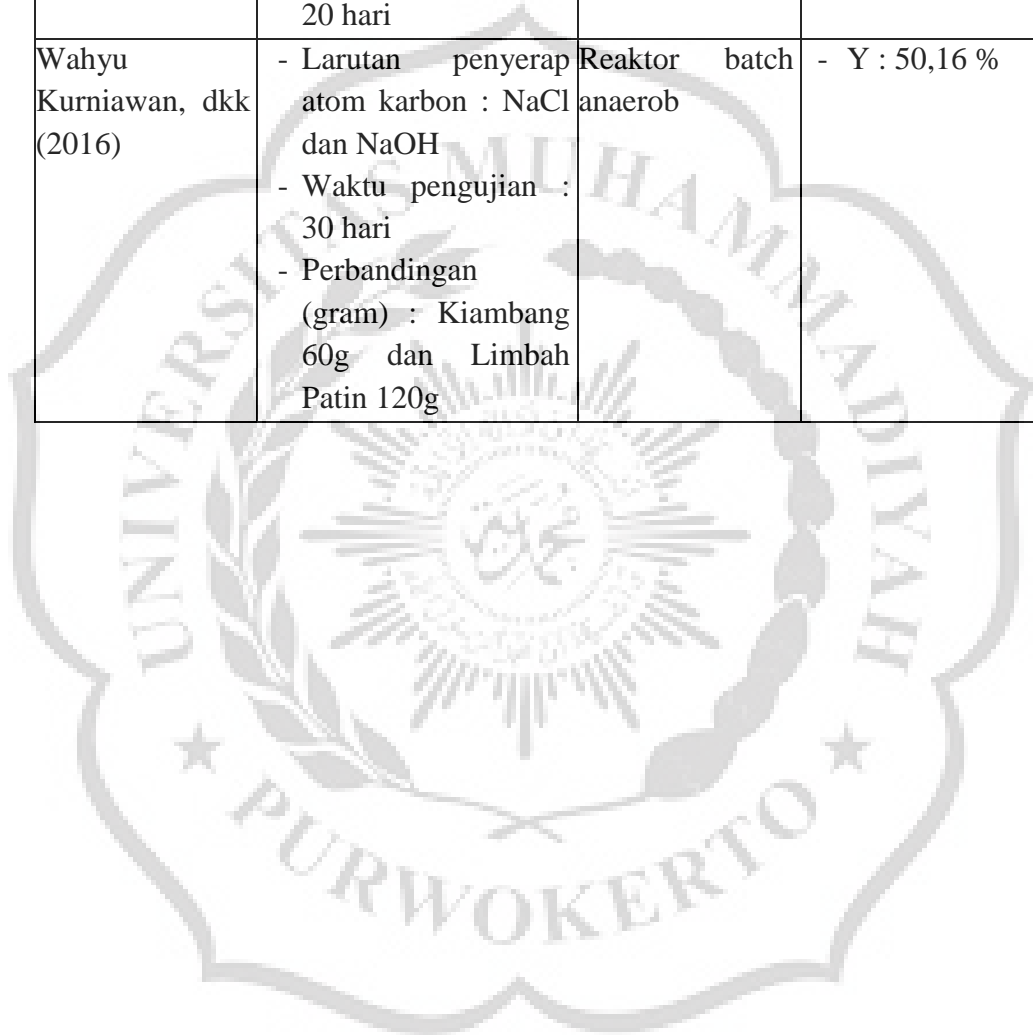 20 hari
Wahyu
Kurniawan, dkk
(2016)
- Larutan penyerap
atom karbon : NaCl
dan NaOH
- Waktu pengujian :
30 hari
- Perbandingan
(gram) : Kiambang
60g dan Limbah
Patin 120g
Reaktor batch
anaerob
- Y : 50,16 %
UNIVERSITAS MUHAMMADIYAH
PURWOKERTO